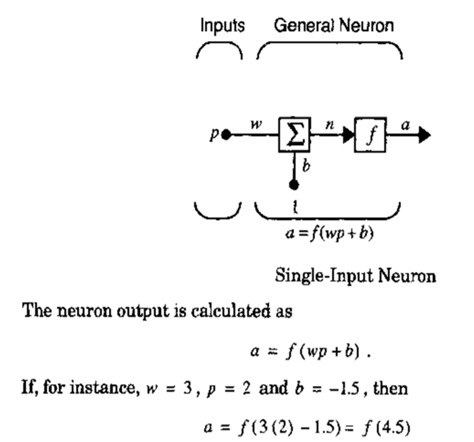 Inputs General Neuron
p w Σ n f a
b
1
a = f(wp + b)
Single-Input Neuron
The neuron output is calculated as
a = f (wp + b) .
If, for instance, w = 3 , p = 2 and b = –1.5 , then
a = f (3 (2) – 1.5) = f (4.5)